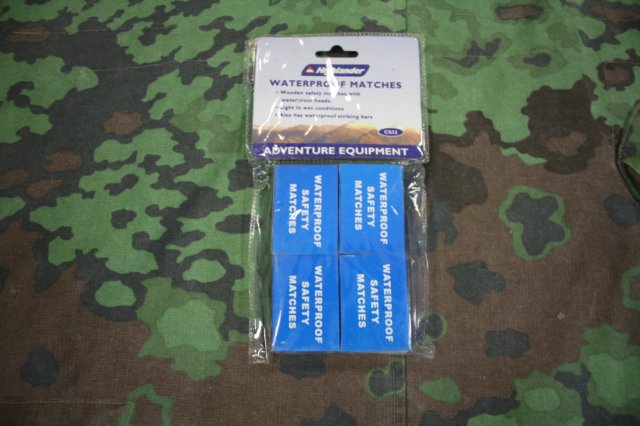 Highlander
WATERPROOF MATCHES
• Wooden safety matches with
waterproof heads.
• Light in wet conditions
• Also has waterproof striking bars
CS33
ADVENTURE EQUIPMENT
WATERPROOF
SAFETY
MATCHES
WATERPROOF
SAFETY
MATCHES
WATERPROOF
SAFETY
MATCHES
WATERPROOF
SAFETY
MATCHES